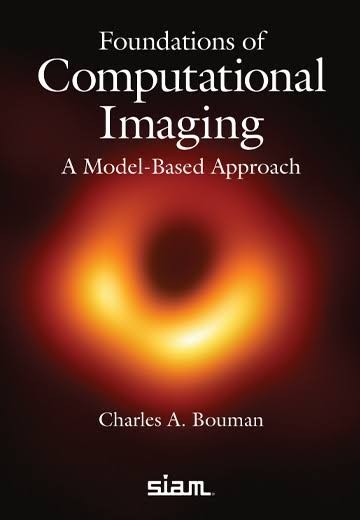 Foundations of
Computational
Imaging
A Model-Based Approach
Charles A. Bouman
siam®